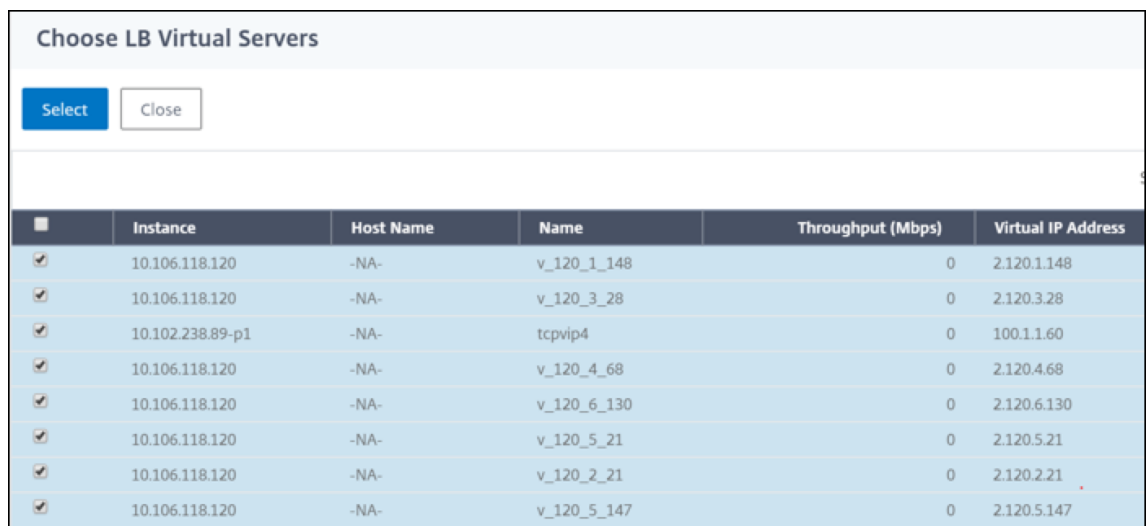 Choose LB Virtual Servers
Select Close
Instance Host Name Name Throughput (Mbps) Virtual IP Address
10.106.118.120 -NA- v_120_1_148 0 2.120.1.148
10.106.118.120 -NA- v_120_3_28 0 2.120.3.28
10.102.238.89-p1 -NA- tcpvip4 0 100.1.1.60
10.106.118.120 -NA- v_120_4_68 0 2.120.4.68
10.106.118.120 -NA- v_120_6_130 0 2.120.6.130
10.106.118.120 -NA- v_120_5_21 0 2.120.5.21
10.106.118.120 -NA- v_120_2_21 0 2.120.2.21
10.106.118.120 -NA- v_120_5_147 0 2.120.5.147